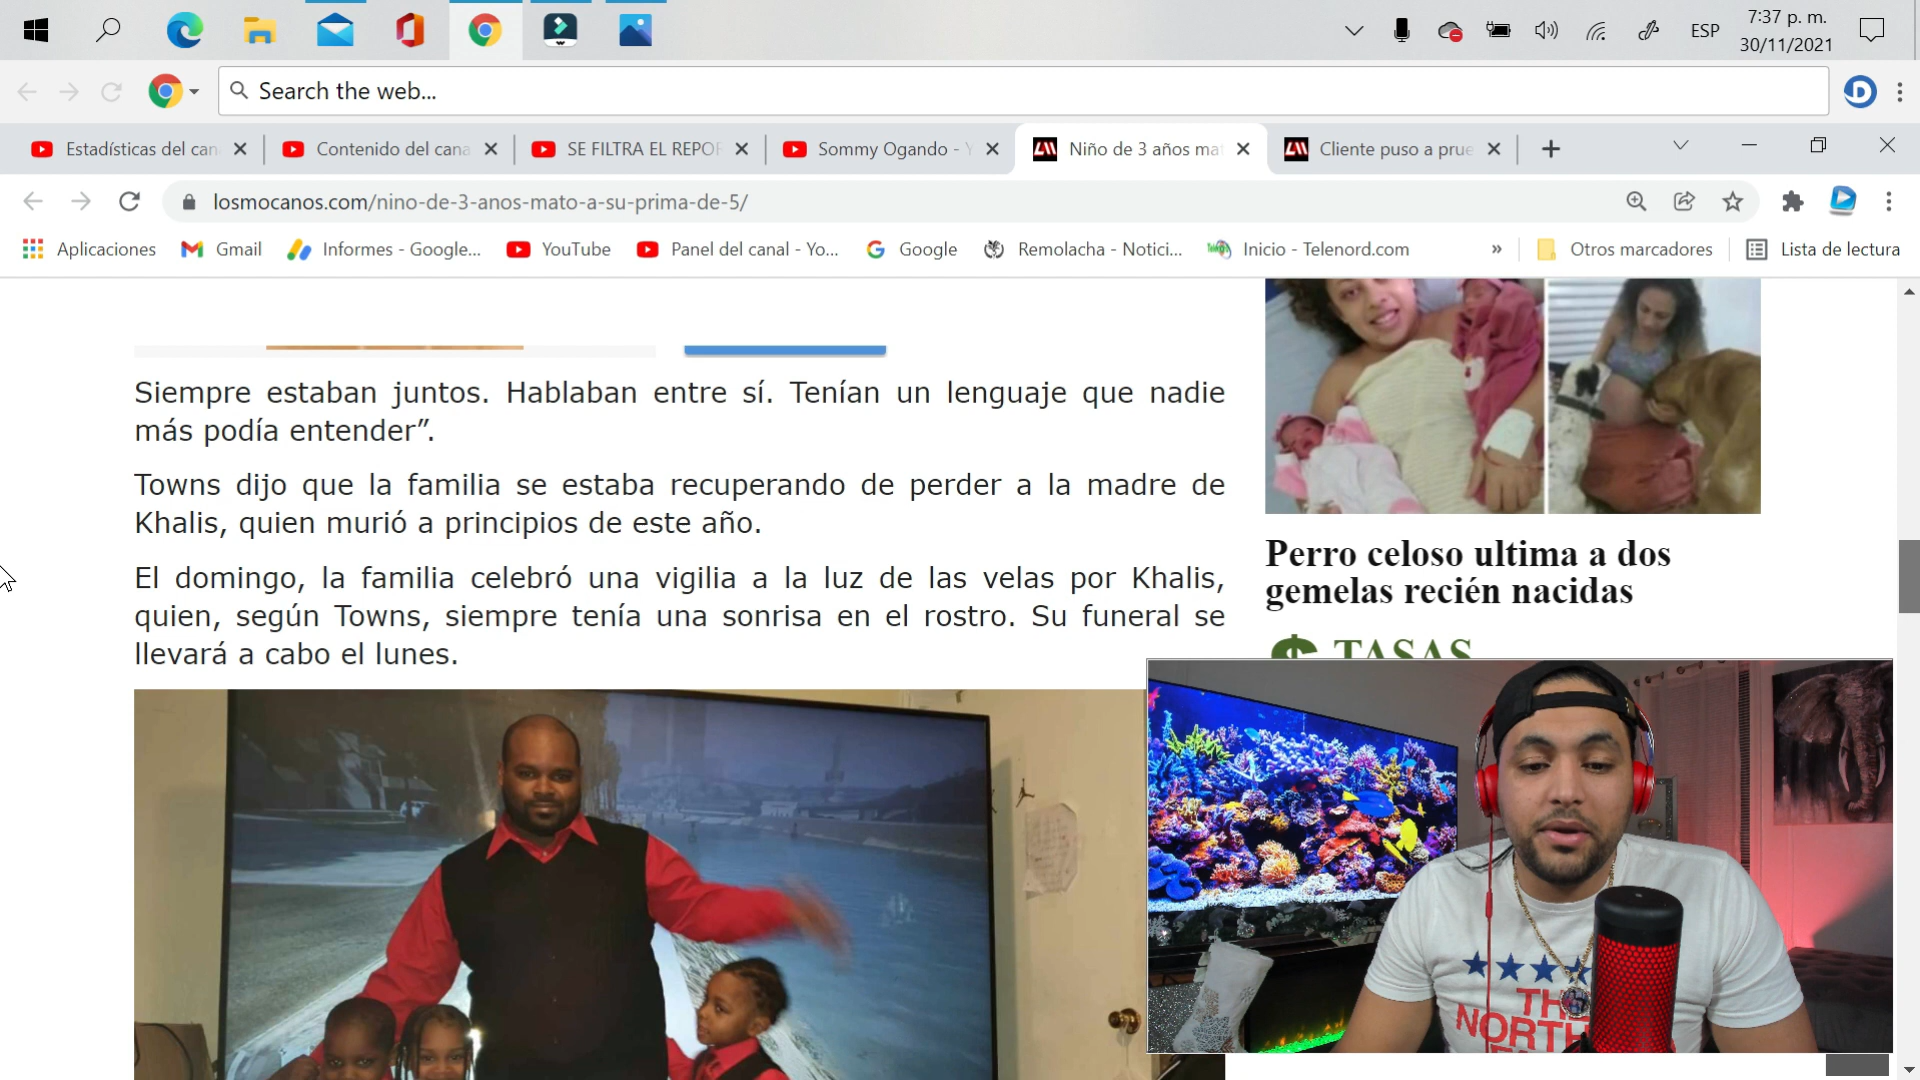 ESP
7:37 p. m.
30/11/2021
Search the web...
Estadísticas del can
Contenido del cana
SE FILTRA EL REPOR
Sommy Ogando - Y
Niño de 3 años mat
Cliente puso a prue
losmocanos.com/nino-de-3-anos-mato-a-su-prima-de-5/
Aplicaciones
Gmail
Informes - Google...
YouTube
Panel del canal - Yo...
Google
Remolacha - Notici...
Inicio - Telenord.com
»
Otros marcadores
Lista de lectura
Siempre estaban juntos. Hablaban entre sí. Tenían un lenguaje que nadie
más podía entender”.
Towns dijo que la familia se estaba recuperando de perder a la madre de
Khalis, quien murió a principios de este año.
El domingo, la familia celebró una vigilia a la luz de las velas por Khalis,
quien, según Towns, siempre tenía una sonrisa en el rostro. Su funeral se
llevará a cabo el lunes.
Perro celoso ultima a dos
gemelas recién nacidas
$ TASAS
THE
NORTH